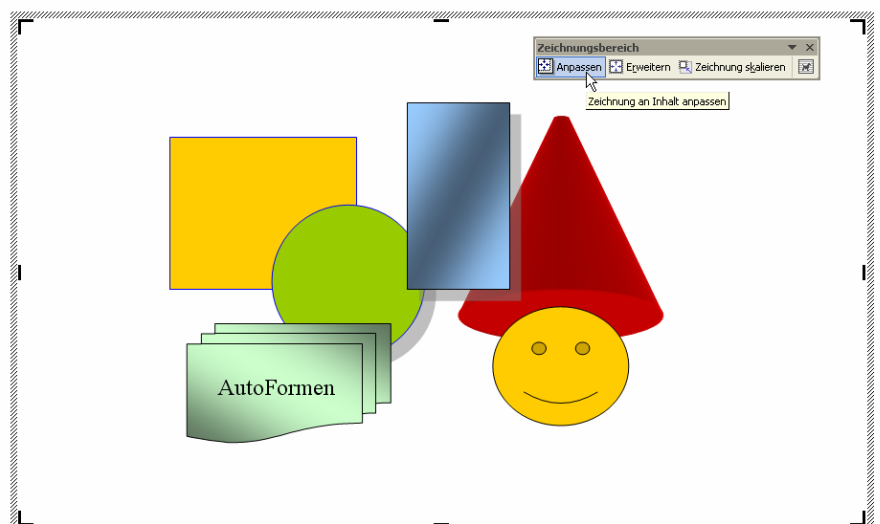 Zeichnungsbereich
Anpassen Erweitern Zeichnung skalieren
Zeichnung an Inhalt anpassen
AutoFormen